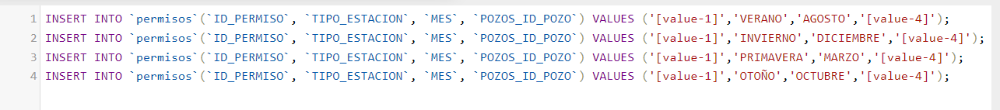 1 INSERT INTO `permisos`(`ID_PERMISO`, `TIPO_ESTACION`, `MES`, `POZOS_ID_POZO`) VALUES ('[value-1]','VERANO','AGOSTO','[value-4]');
2 INSERT INTO `permisos`(`ID_PERMISO`, `TIPO_ESTACION`, `MES`, `POZOS_ID_POZO`) VALUES ('[value-1]','INVIERNO','DICIEMBRE','[value-4]');
3 INSERT INTO `permisos`(`ID_PERMISO`, `TIPO_ESTACION`, `MES`, `POZOS_ID_POZO`) VALUES ('[value-1]','PRIMAVERA','MARZO','[value-4]');
4 INSERT INTO `permisos`(`ID_PERMISO`, `TIPO_ESTACION`, `MES`, `POZOS_ID_POZO`) VALUES ('[value-1]','OTOÑO','OCTUBRE','[value-4]');